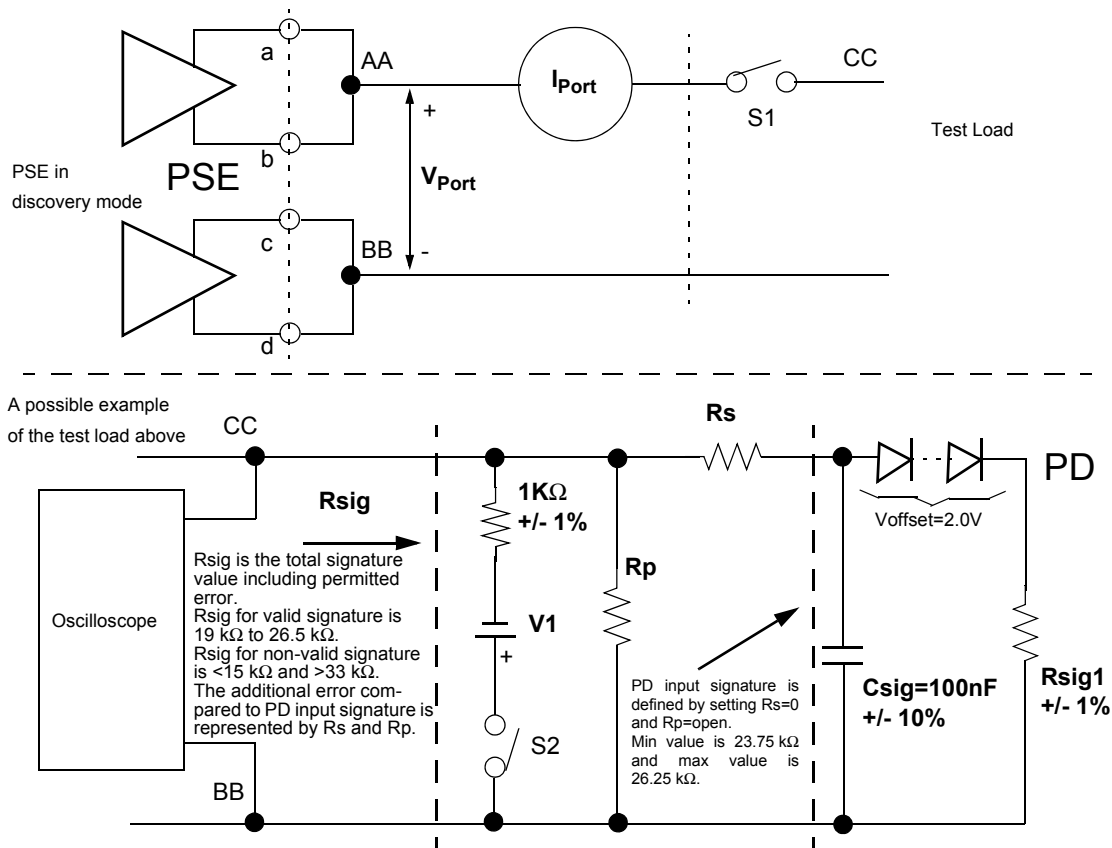 a
AA
I Port
CC
S1
Test Load
b
PSE
PSE in
discovery mode
+
V Port
-
c
BB
d
A possible example
of the test load above
CC
Rs
PD
Rsig
1KΩ
+/- 1%
Voffset=2.0V
Rsig is the total signature
value including permitted
error.
Rsig for valid signature is
19 kΩ to 26.5 kΩ.
Rsig for non-valid signature
is <15 kΩ and >33 kΩ.
The additional error com-
pared to PD input signature is
represented by Rs and Rp.
Oscilloscope
Rp
V1
+
PD input signature is
defined by setting Rs=0
and Rp=open.
Min value is 23.75 kΩ
and max value is
26.25 kΩ.
Csig=100nF
+/- 10%
Rsig1
+/- 1%
S2
BB